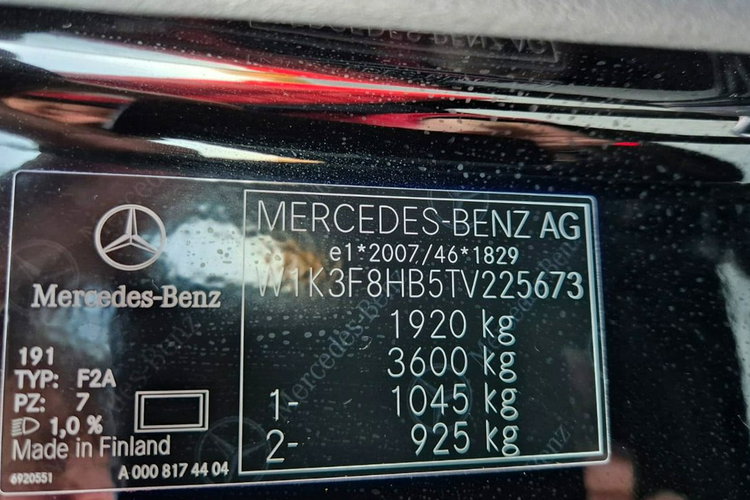 Mercedes-Benz
191
TYP: F2A
PZ: 7
1,0 %
Made in Finland
6920551
A 000 817 44 04
MERCEDES-BENZ AG
e1*2007/46*1829
W1K3F8HB5TV225673
1920 kg
3600 kg
1- 1045 kg
2- 925 kg